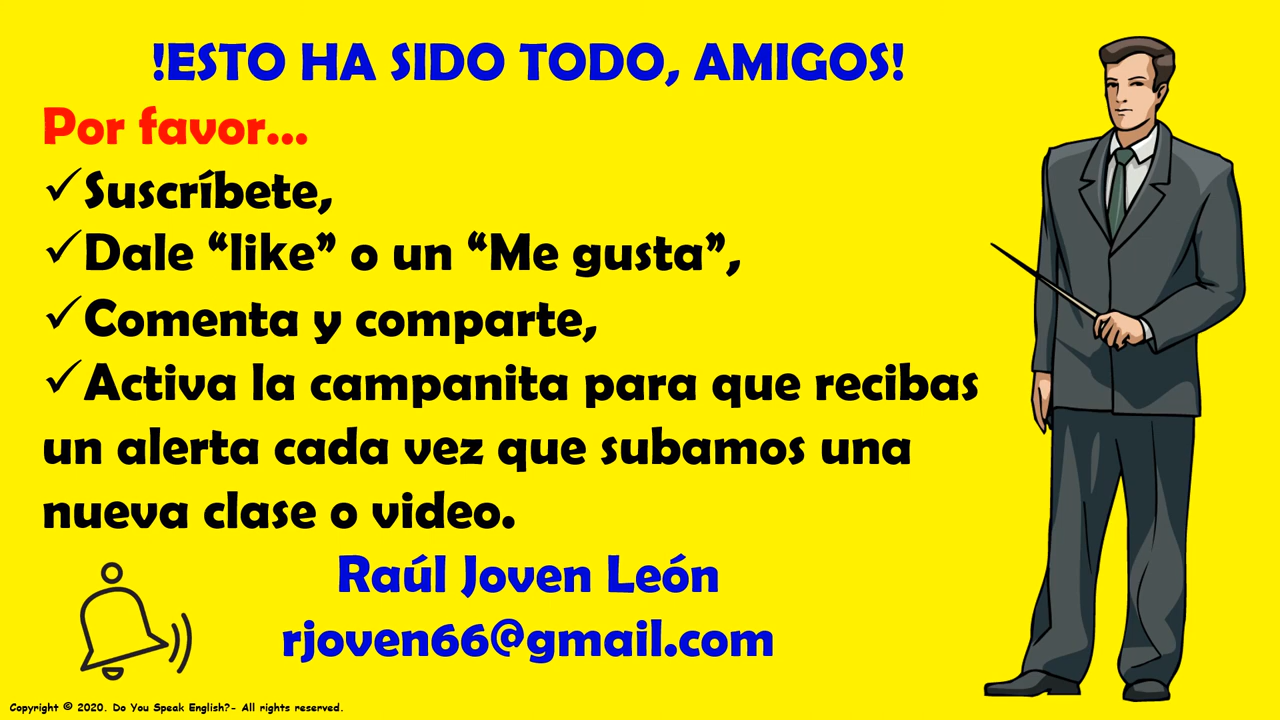 !ESTO HA SIDO TODO, AMIGOS!
Por favor...
✓Suscríbete,
✓Dale “like” o un “Me gusta”,
✓Comenta y comparte,
✓Activa la campanita para que recibas
un alerta cada vez que subamos una
nueva clase o video.
Raúl Joven León
rjoven66@gmail.com
Copyright © 2020. Do You Speak English?- All rights reserved.